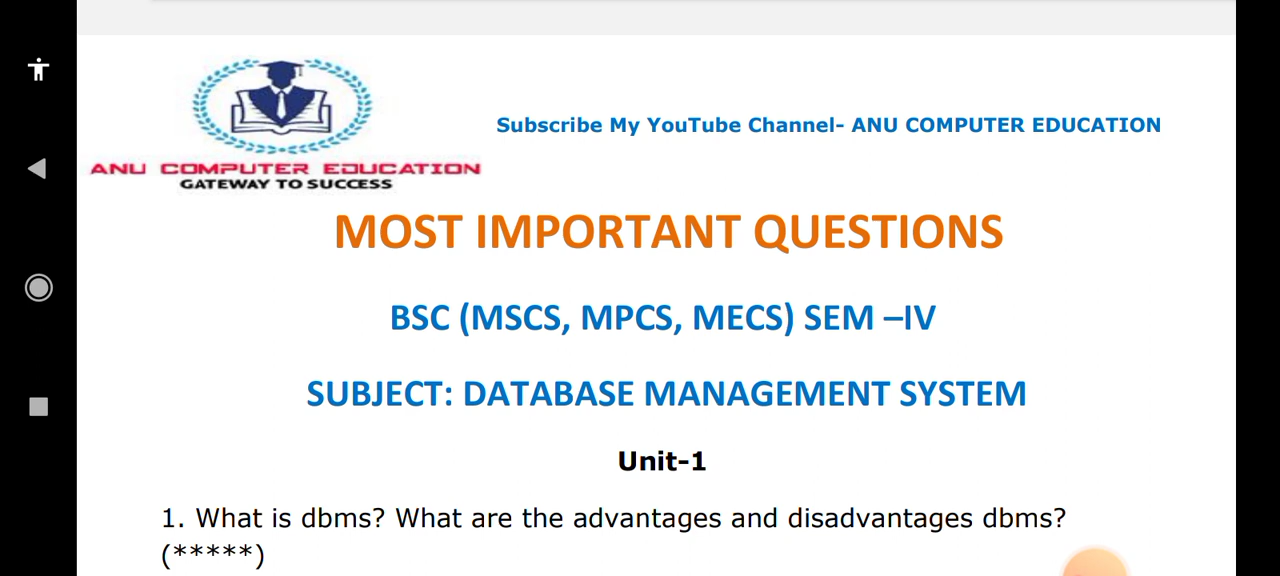 ANU COMPUTER EDUCATION
GATEWAY TO SUCCESS
Subscribe My YouTube Channel- ANU COMPUTER EDUCATION
MOST IMPORTANT QUESTIONS
BSC (MSCS, MPCS, MECS) SEM –IV
SUBJECT: DATABASE MANAGEMENT SYSTEM
Unit-1
1. What is dbms? What are the advantages and disadvantages dbms?
(*****)